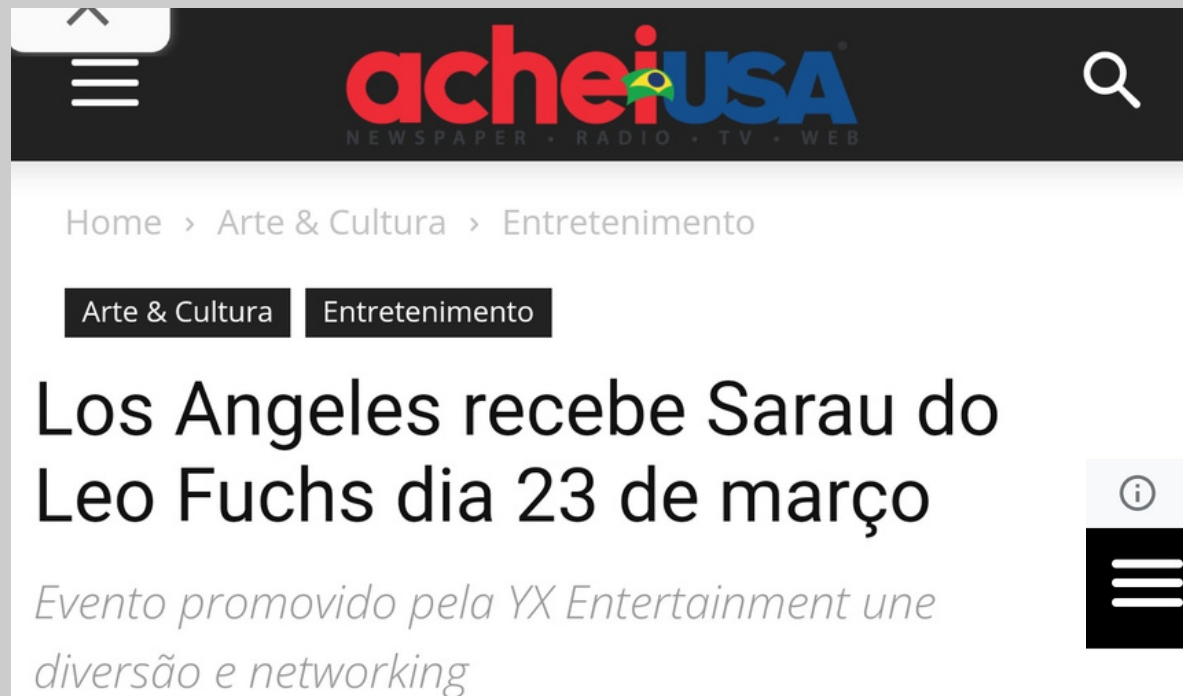 acheiUSA
NEWSPAPER • RADIO • TV • WEB
Home › Arte & Cultura › Entretenimento
Arte & Cultura Entretenimento
Los Angeles recebe Sarau do
Leo Fuchs dia 23 de março
Evento promovido pela YX Entertainment une
diversão e networking